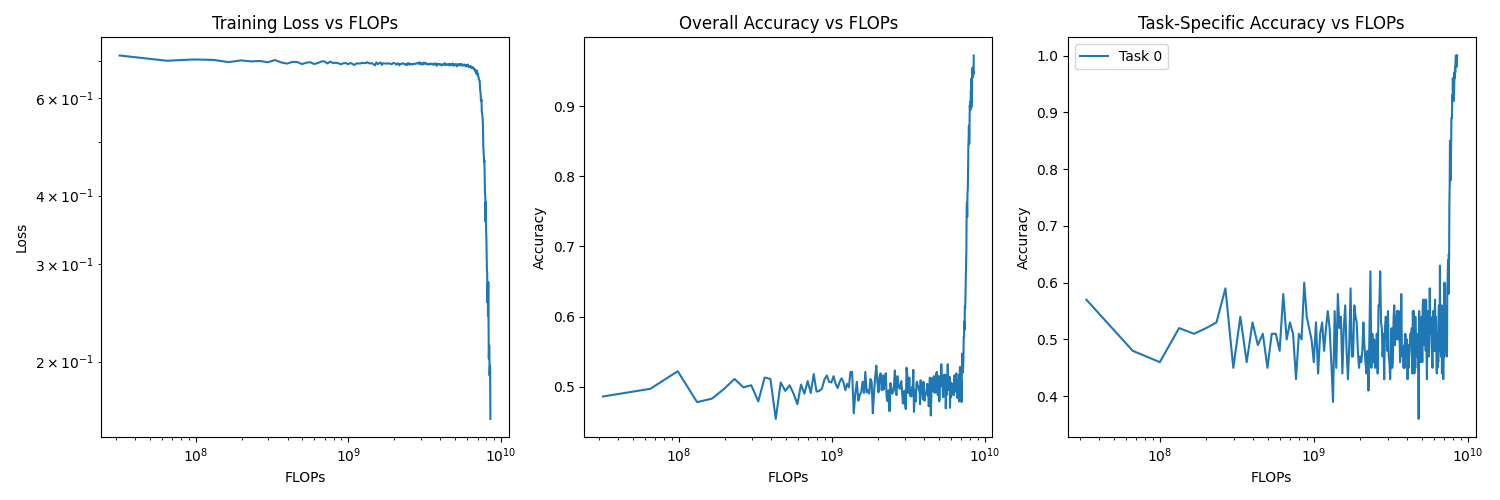 Training Loss vs FLOPs
Loss
6 × 10⁻¹
4 × 10⁻¹
3 × 10⁻¹
2 × 10⁻¹
10⁸
10⁹
10¹⁰
FLOPs
Overall Accuracy vs FLOPs
Accuracy
0.9
0.8
0.7
0.6
0.5
10⁸
10⁹
10¹⁰
FLOPs
Task-Specific Accuracy vs FLOPs
Task 0
Accuracy
1.0
0.9
0.8
0.7
0.6
0.5
0.4
10⁸
10⁹
10¹⁰
FLOPs